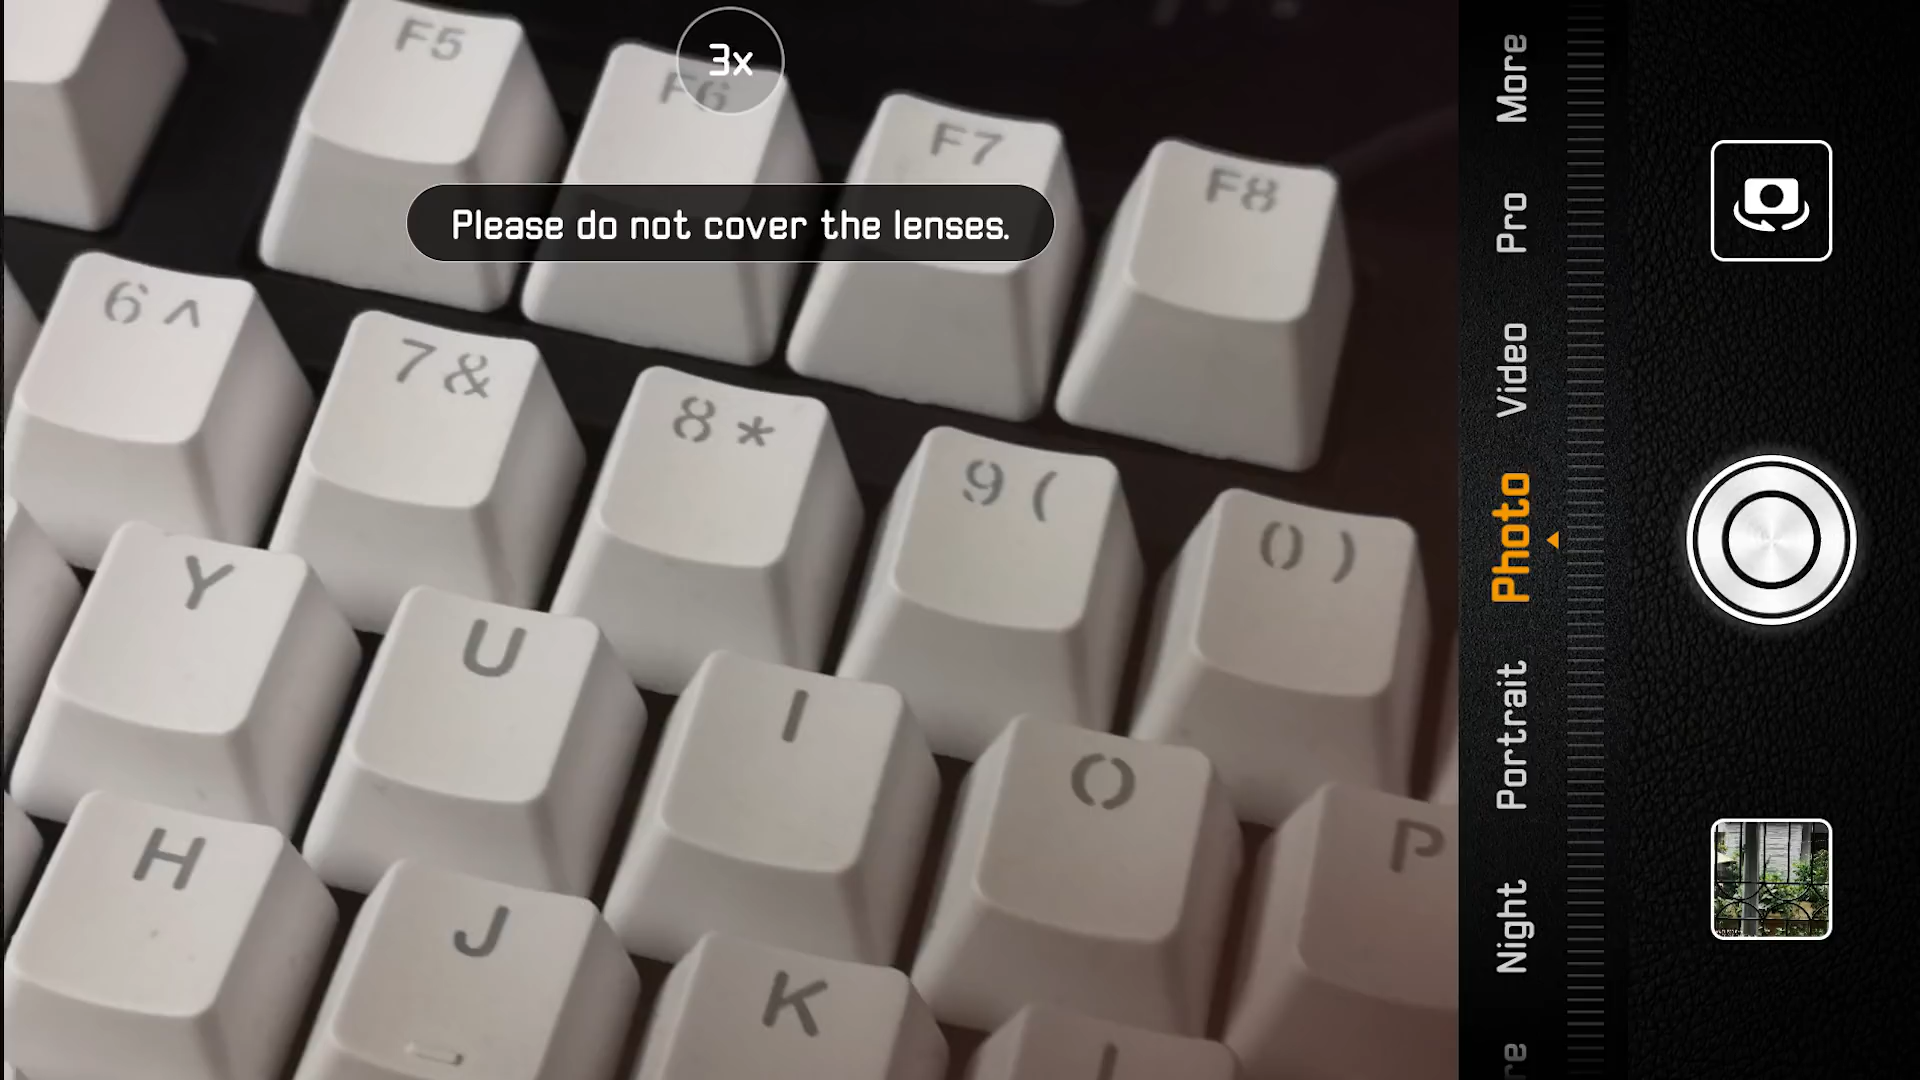 3x
Please do not cover the lenses.
F5
F6
F7
F8
6 ^
7 &
8 *
9 (
0 )
Y
U
I
O
P
H
J
K
More
Pro
Video
Photo
Portrait
Night
re